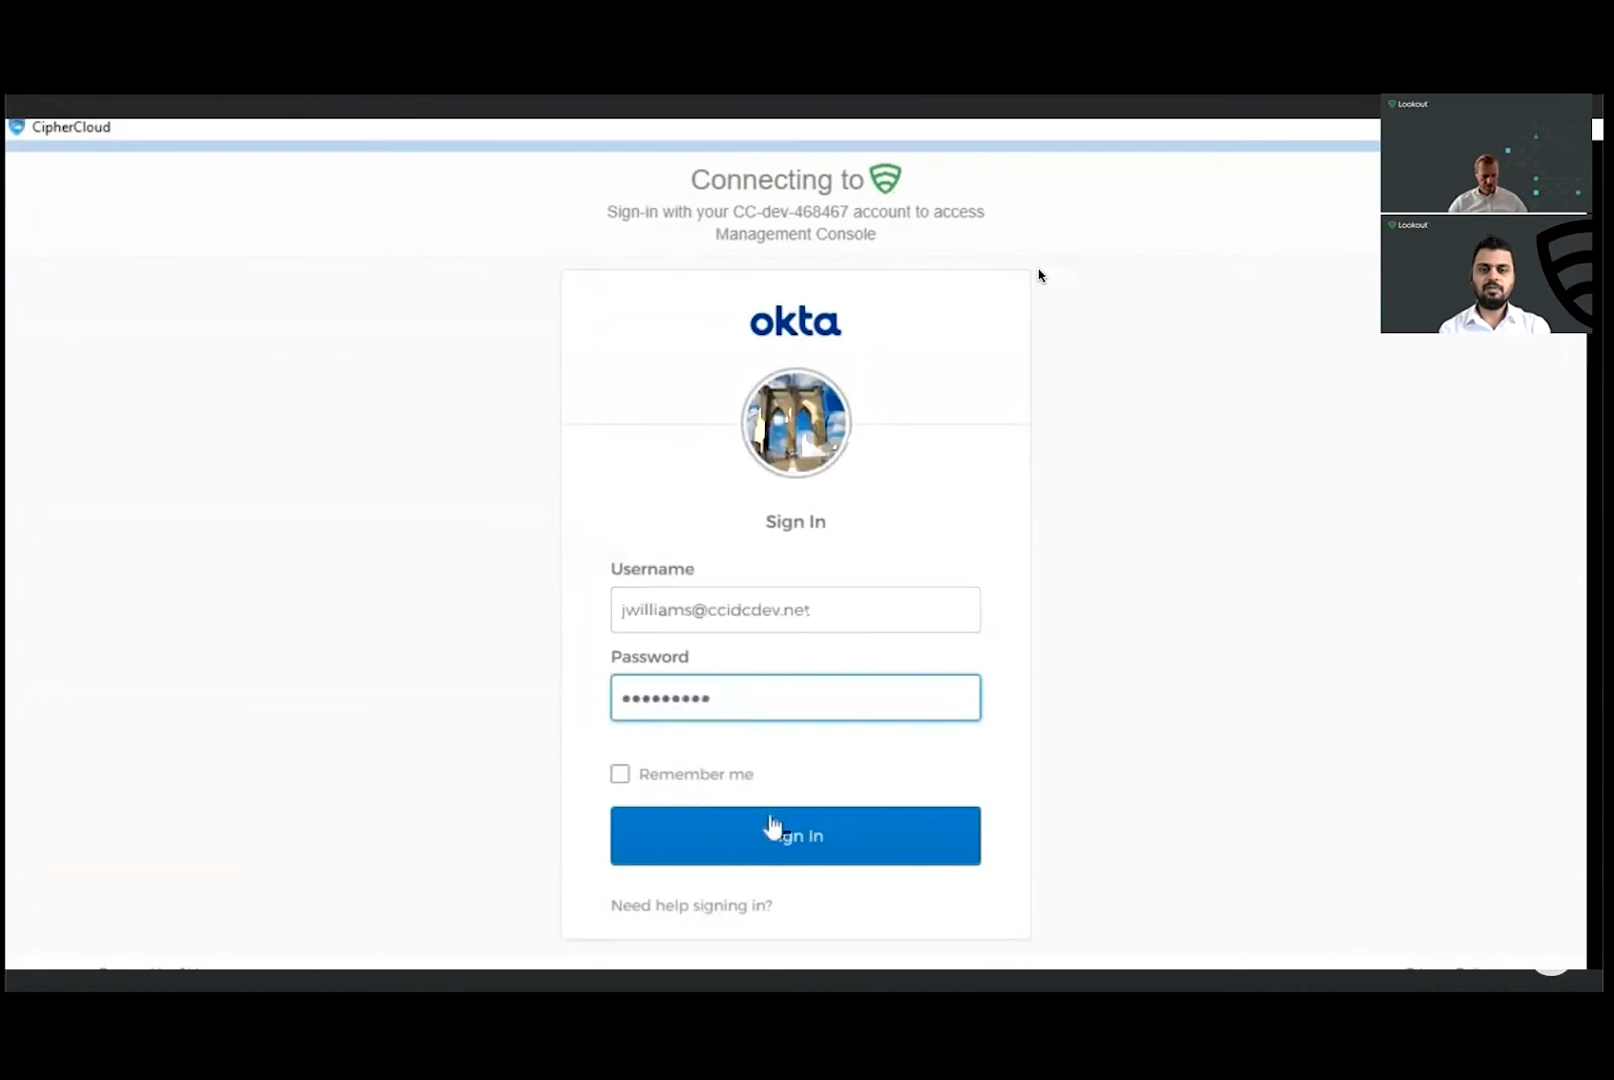 CipherCloud
Lookout
Connecting to
Sign-in with your CC-dev-468467 account to access
Management Console
Lookout
okta
Sign In
Username
jwilliams@ccidcdev.net
Password
Remember me
gn In
Need help signing in?